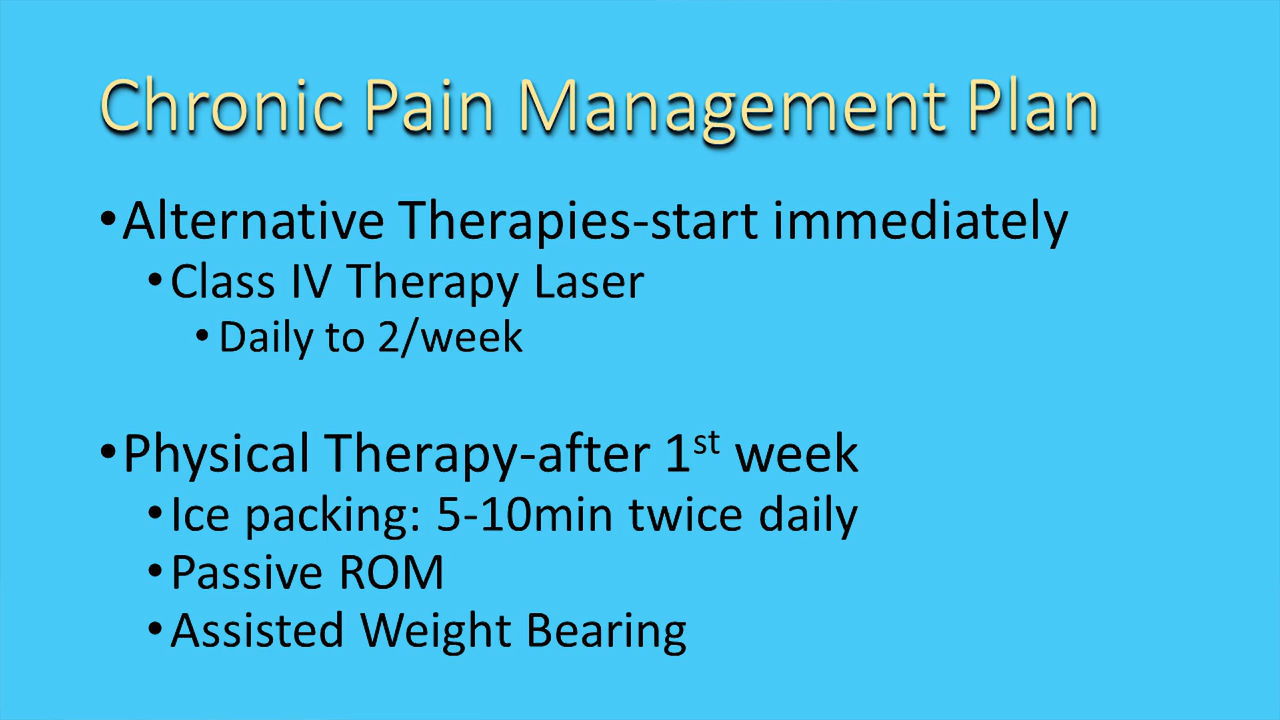 Chronic Pain Management Plan
•Alternative Therapies-start immediately
•Class IV Therapy Laser
•Daily to 2/week
•Physical Therapy-after 1st week
•Ice packing: 5-10min twice daily
•Passive ROM
•Assisted Weight Bearing